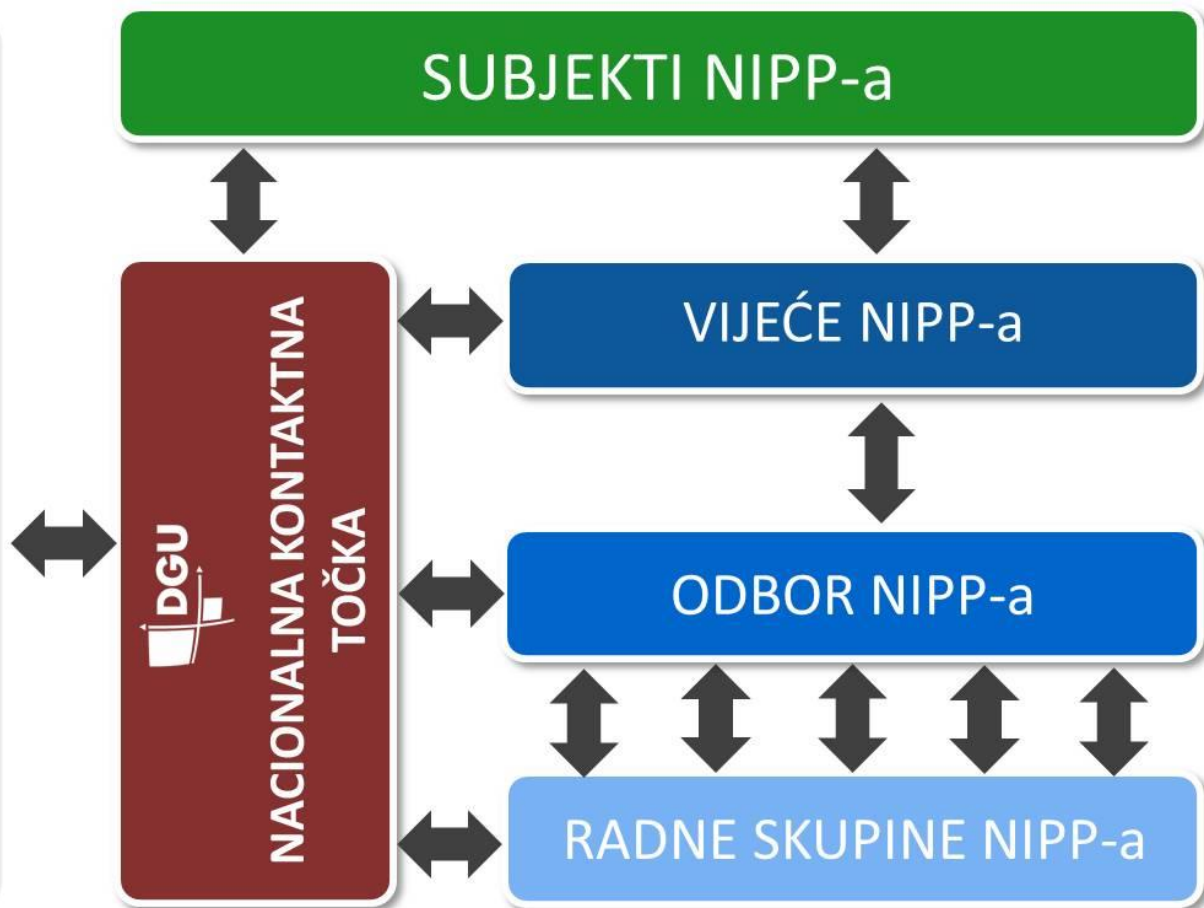 SUBJEKTI NIPP-a
DGU
NACIONALNA KONTAKTNA
TOČKA
VIJEĆE NIPP-a
ODBOR NIPP-a
RADNE SKUPINE NIPP-a